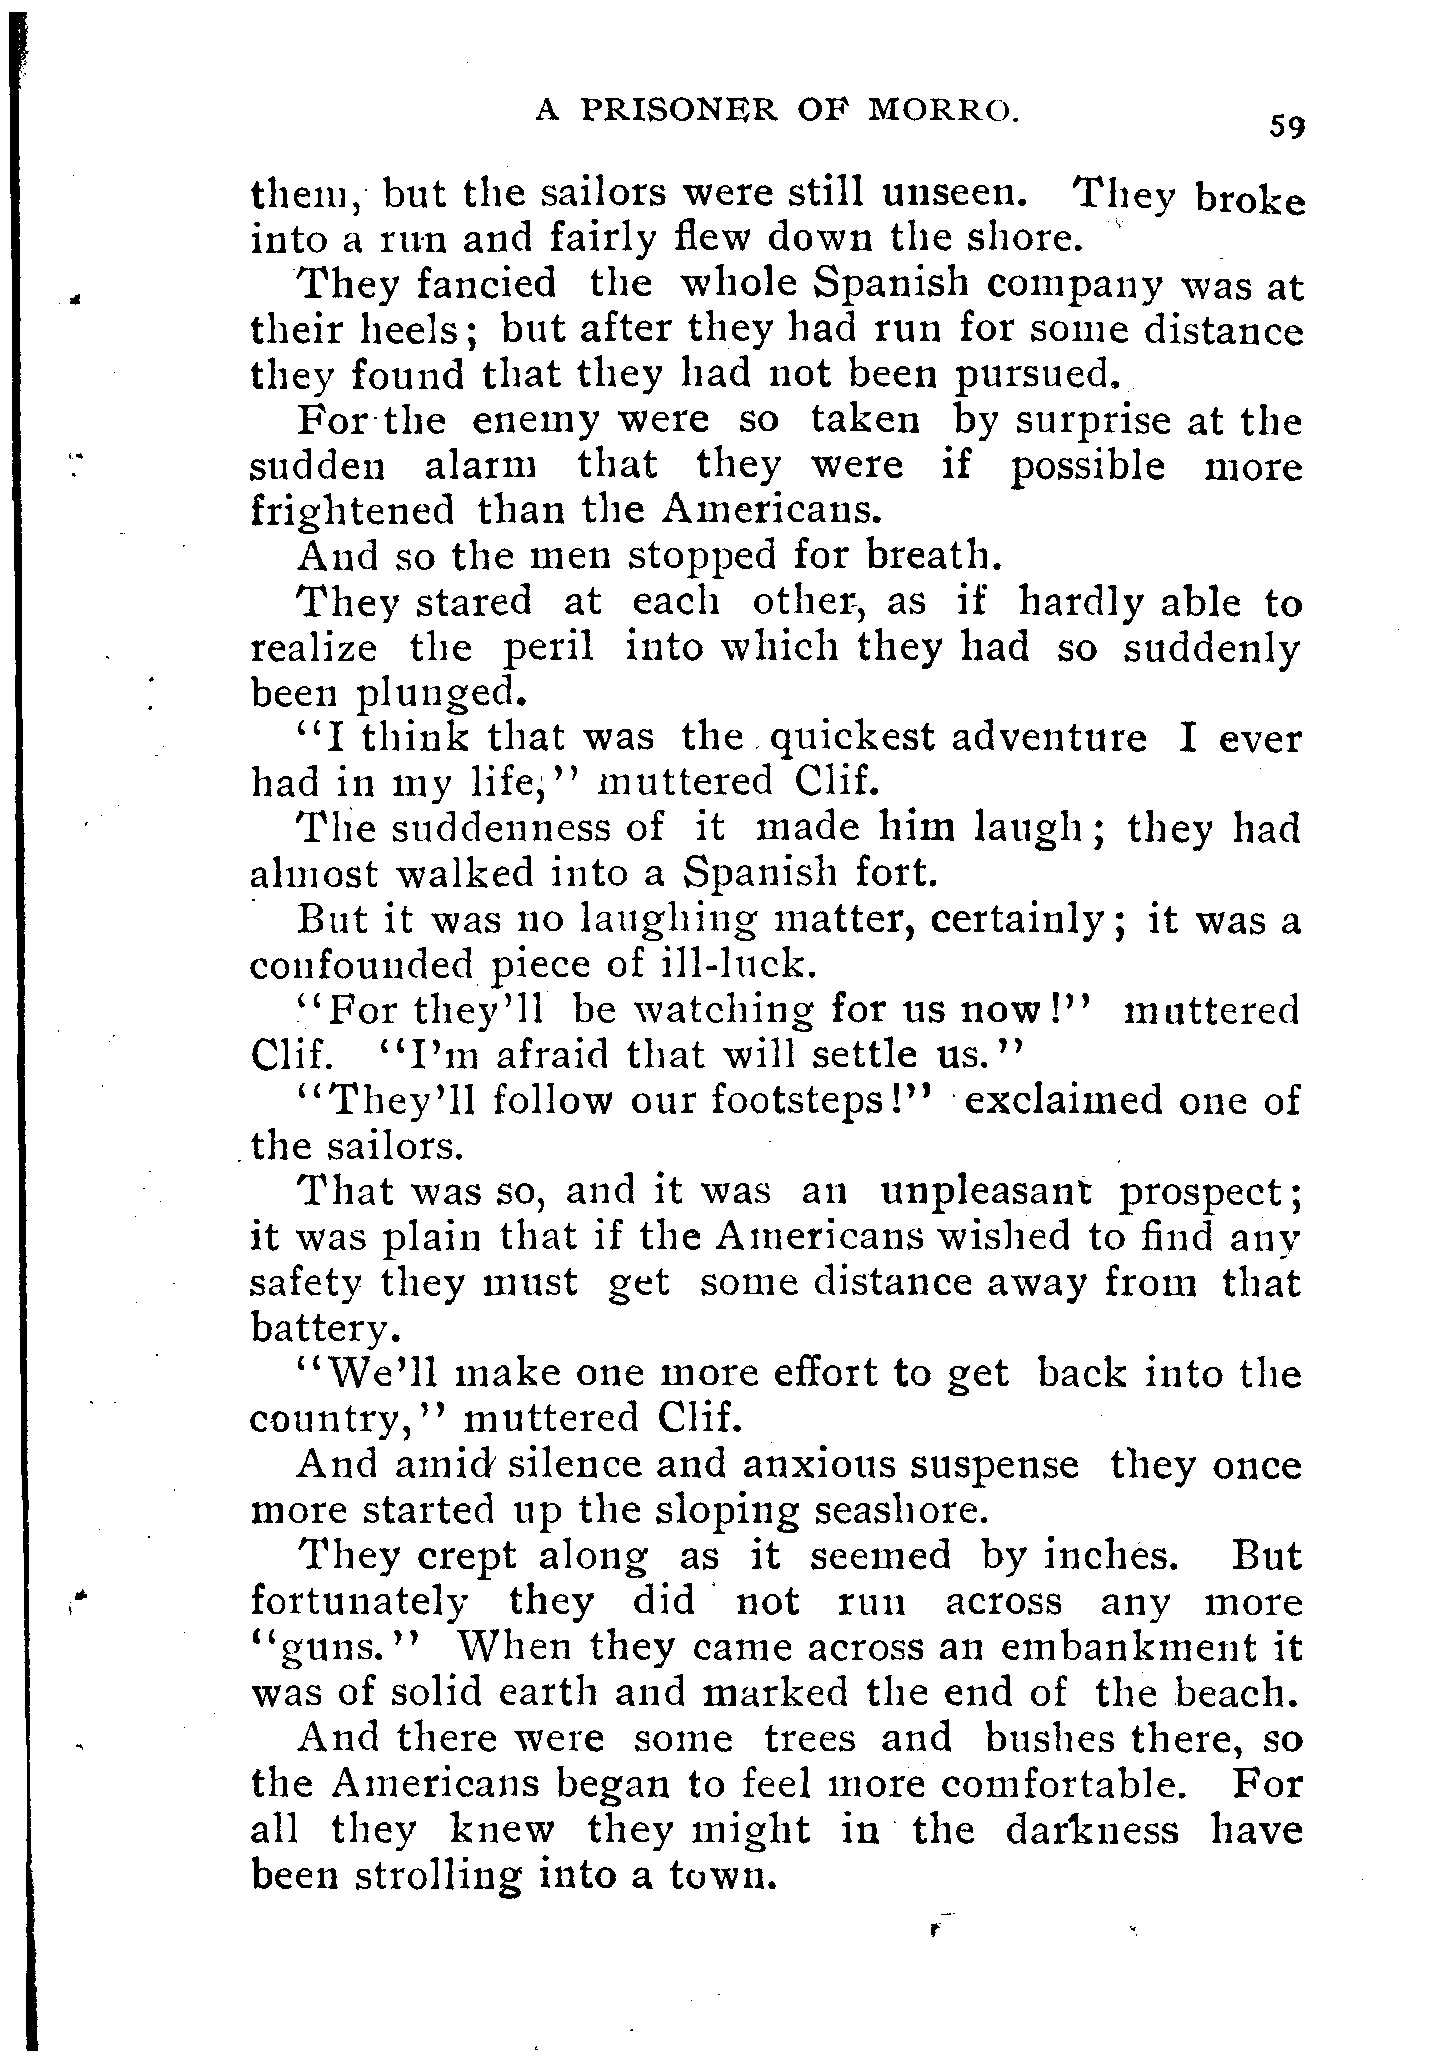 A PRISONER OF MORRO.
59
them, but the sailors were still unseen. They broke
into a run and fairly flew down the shore.
They fancied the whole Spanish company was at
their heels; but after they had run for some distance
they found that they had not been pursued.
For the enemy were so taken by surprise at the
sudden alarm that they were if possible more
frightened than the Americans.
And so the men stopped for breath.
They stared at each other, as if hardly able to
realize the peril into which they had so suddenly
been plunged.
"I think that was the quickest adventure I ever
had in my life," muttered Clif.
The suddenness of it made him laugh; they had
almost walked into a Spanish fort.
But it was no laughing matter, certainly; it was a
confounded piece of ill-luck.
"For they'll be watching for us now!" muttered
Clif. "I'm afraid that will settle us."
"They'll follow our footsteps!" exclaimed one of
the sailors.
That was so, and it was an unpleasant prospect;
it was plain that if the Americans wished to find any
safety they must get some distance away from that
battery.
"We'll make one more effort to get back into the
country," muttered Clif.
And amid silence and anxious suspense they once
more started up the sloping seashore.
They crept along as it seemed by inches. But
fortunately they did not run across any more
"guns." When they came across an embankment it
was of solid earth and marked the end of the beach.
And there were some trees and bushes there, so
the Americans began to feel more comfortable. For
all they knew they might in the darkness have
been strolling into a town.